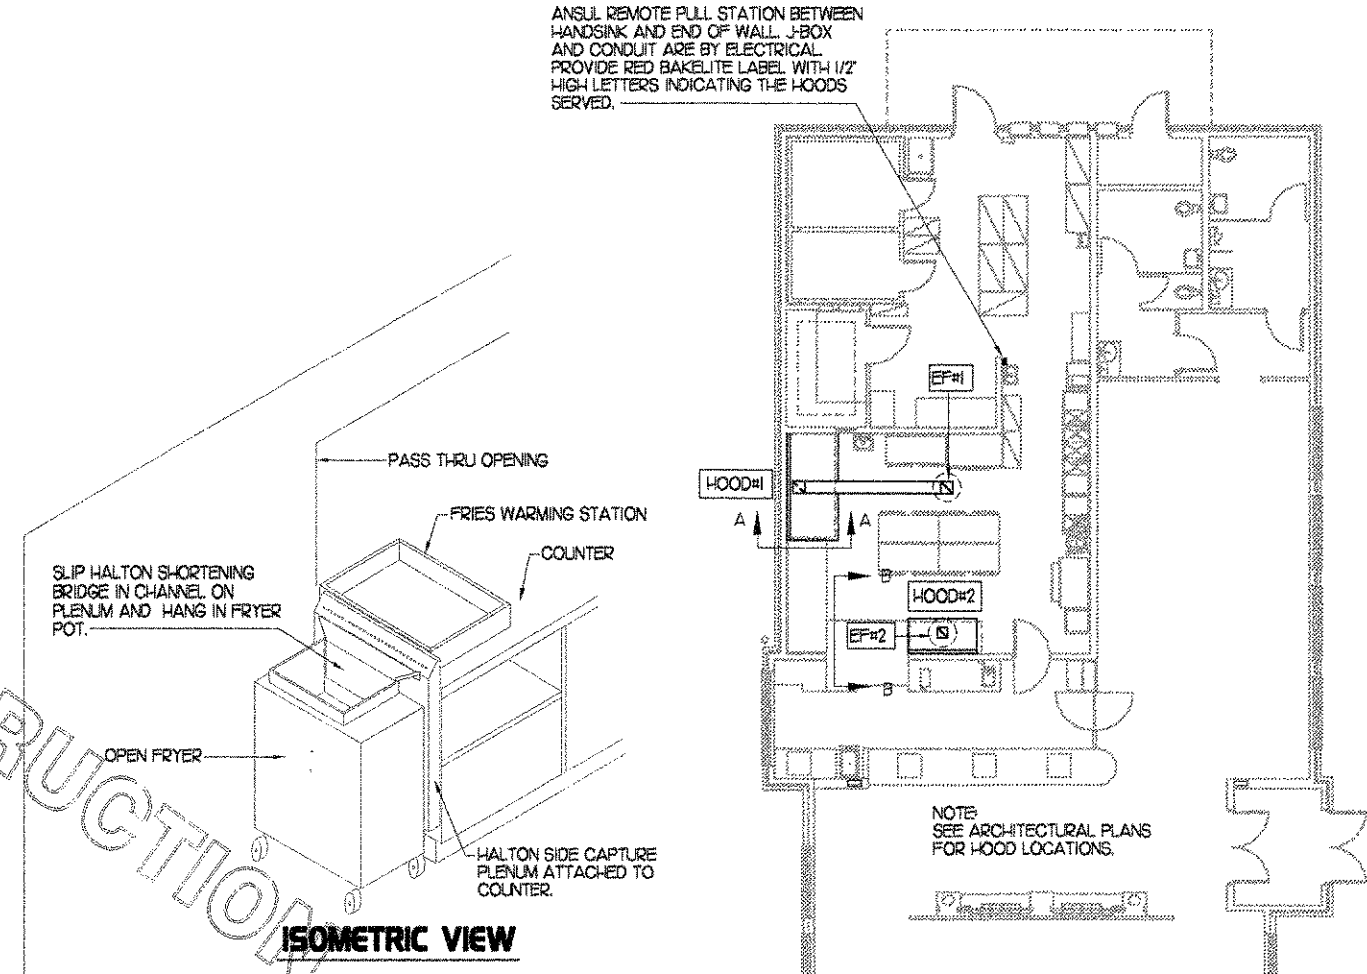 ANSUL REMOTE PULL STATION BETWEEN
HANDSINK AND END OF WALL. J-BOX
AND CONDUIT ARE BY ELECTRICAL.
PROVIDE RED BAKELITE LABEL WITH 1/2"
HIGH LETTERS INDICATING THE HOODS
SERVED.
EF#1
PASS THRU OPENING
HOOD#1
FRIES WARMING STATION
A
A
COUNTER
SLIP HALTON SHORTENING
BRIDGE IN CHANNEL ON
PLENUM AND HANG IN FRYER
POT.
B
HOOD#2
EF#2
B
OPEN FRYER
RUCTION
NOTE:
SEE ARCHITECTURAL PLANS
FOR HOOD LOCATIONS.
HALTON SIDE CAPTURE
PLENUM ATTACHED TO
COUNTER.
ISOMETRIC VIEW